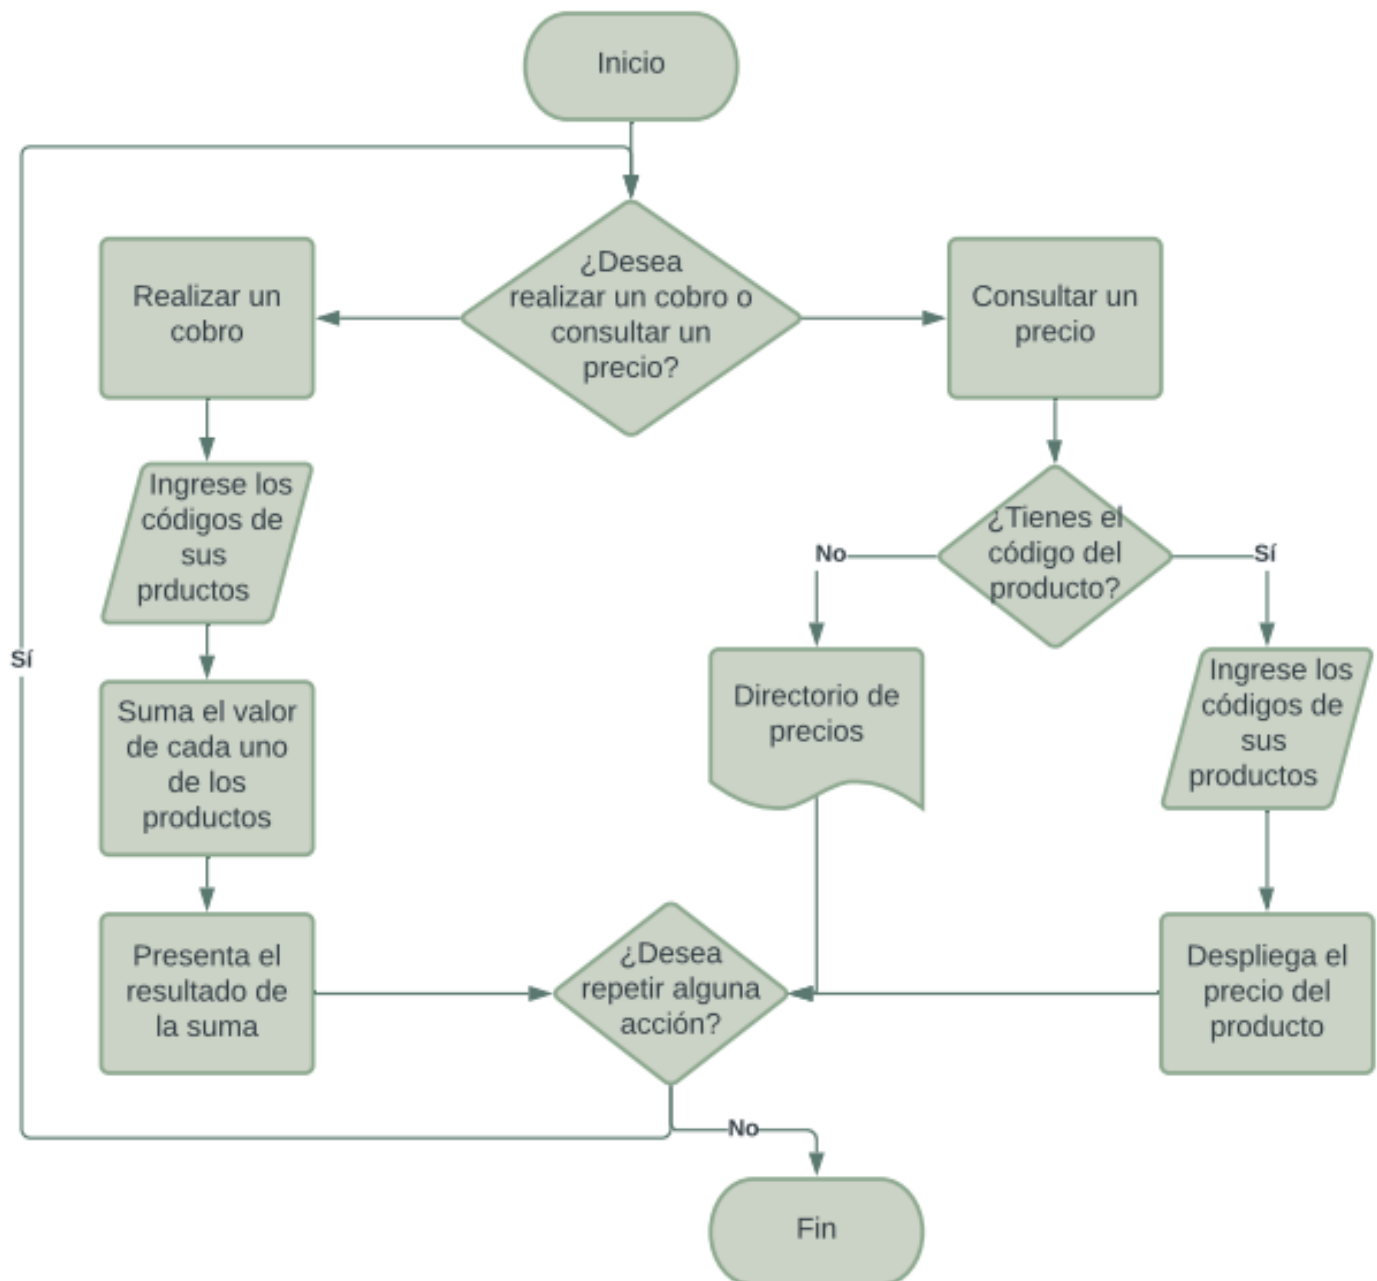 Inicio
¿Desea
realizar un cobro o
consultar un
precio?
Realizar un
cobro
Consultar un
precio
Ingrese los
códigos de
sus
prductos
¿Tienes el
código del
producto?
No
Sí
Sí
Suma el valor
de cada uno
de los
productos
Directorio de
precios
Ingrese los
códigos de
sus
productos
Presenta el
resultado de
la suma
¿Desea
repetir alguna
acción?
Despliega el
precio del
producto
No
Fin